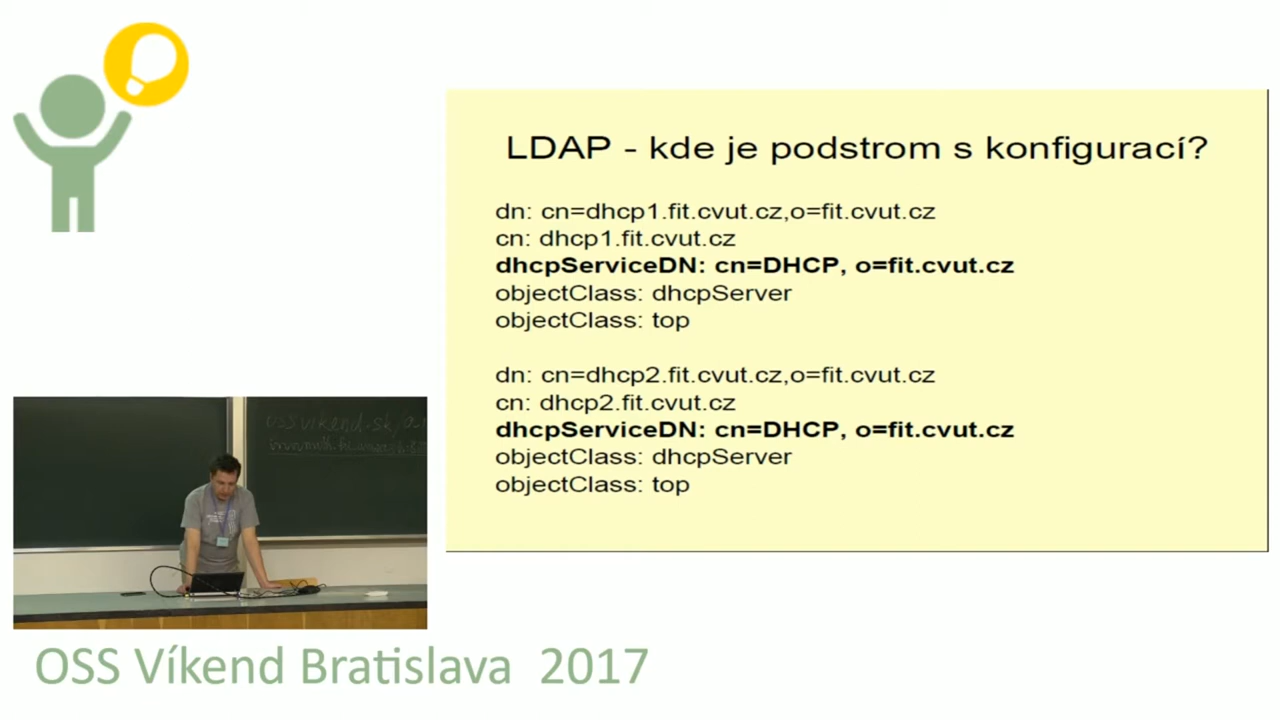 LDAP - kde je podstrom s konfigurací?
dn: cn=dhcp1.fit.cvut.cz,o=fit.cvut.cz
cn: dhcp1.fit.cvut.cz
dhcpServiceDN: cn=DHCP, o=fit.cvut.cz
objectClass: dhcpServer
objectClass: top
dn: cn=dhcp2.fit.cvut.cz,o=fit.cvut.cz
cn: dhcp2.fit.cvut.cz
dhcpServiceDN: cn=DHCP, o=fit.cvut.cz
objectClass: dhcpServer
objectClass: top
OSS Víkend Bratislava 2017